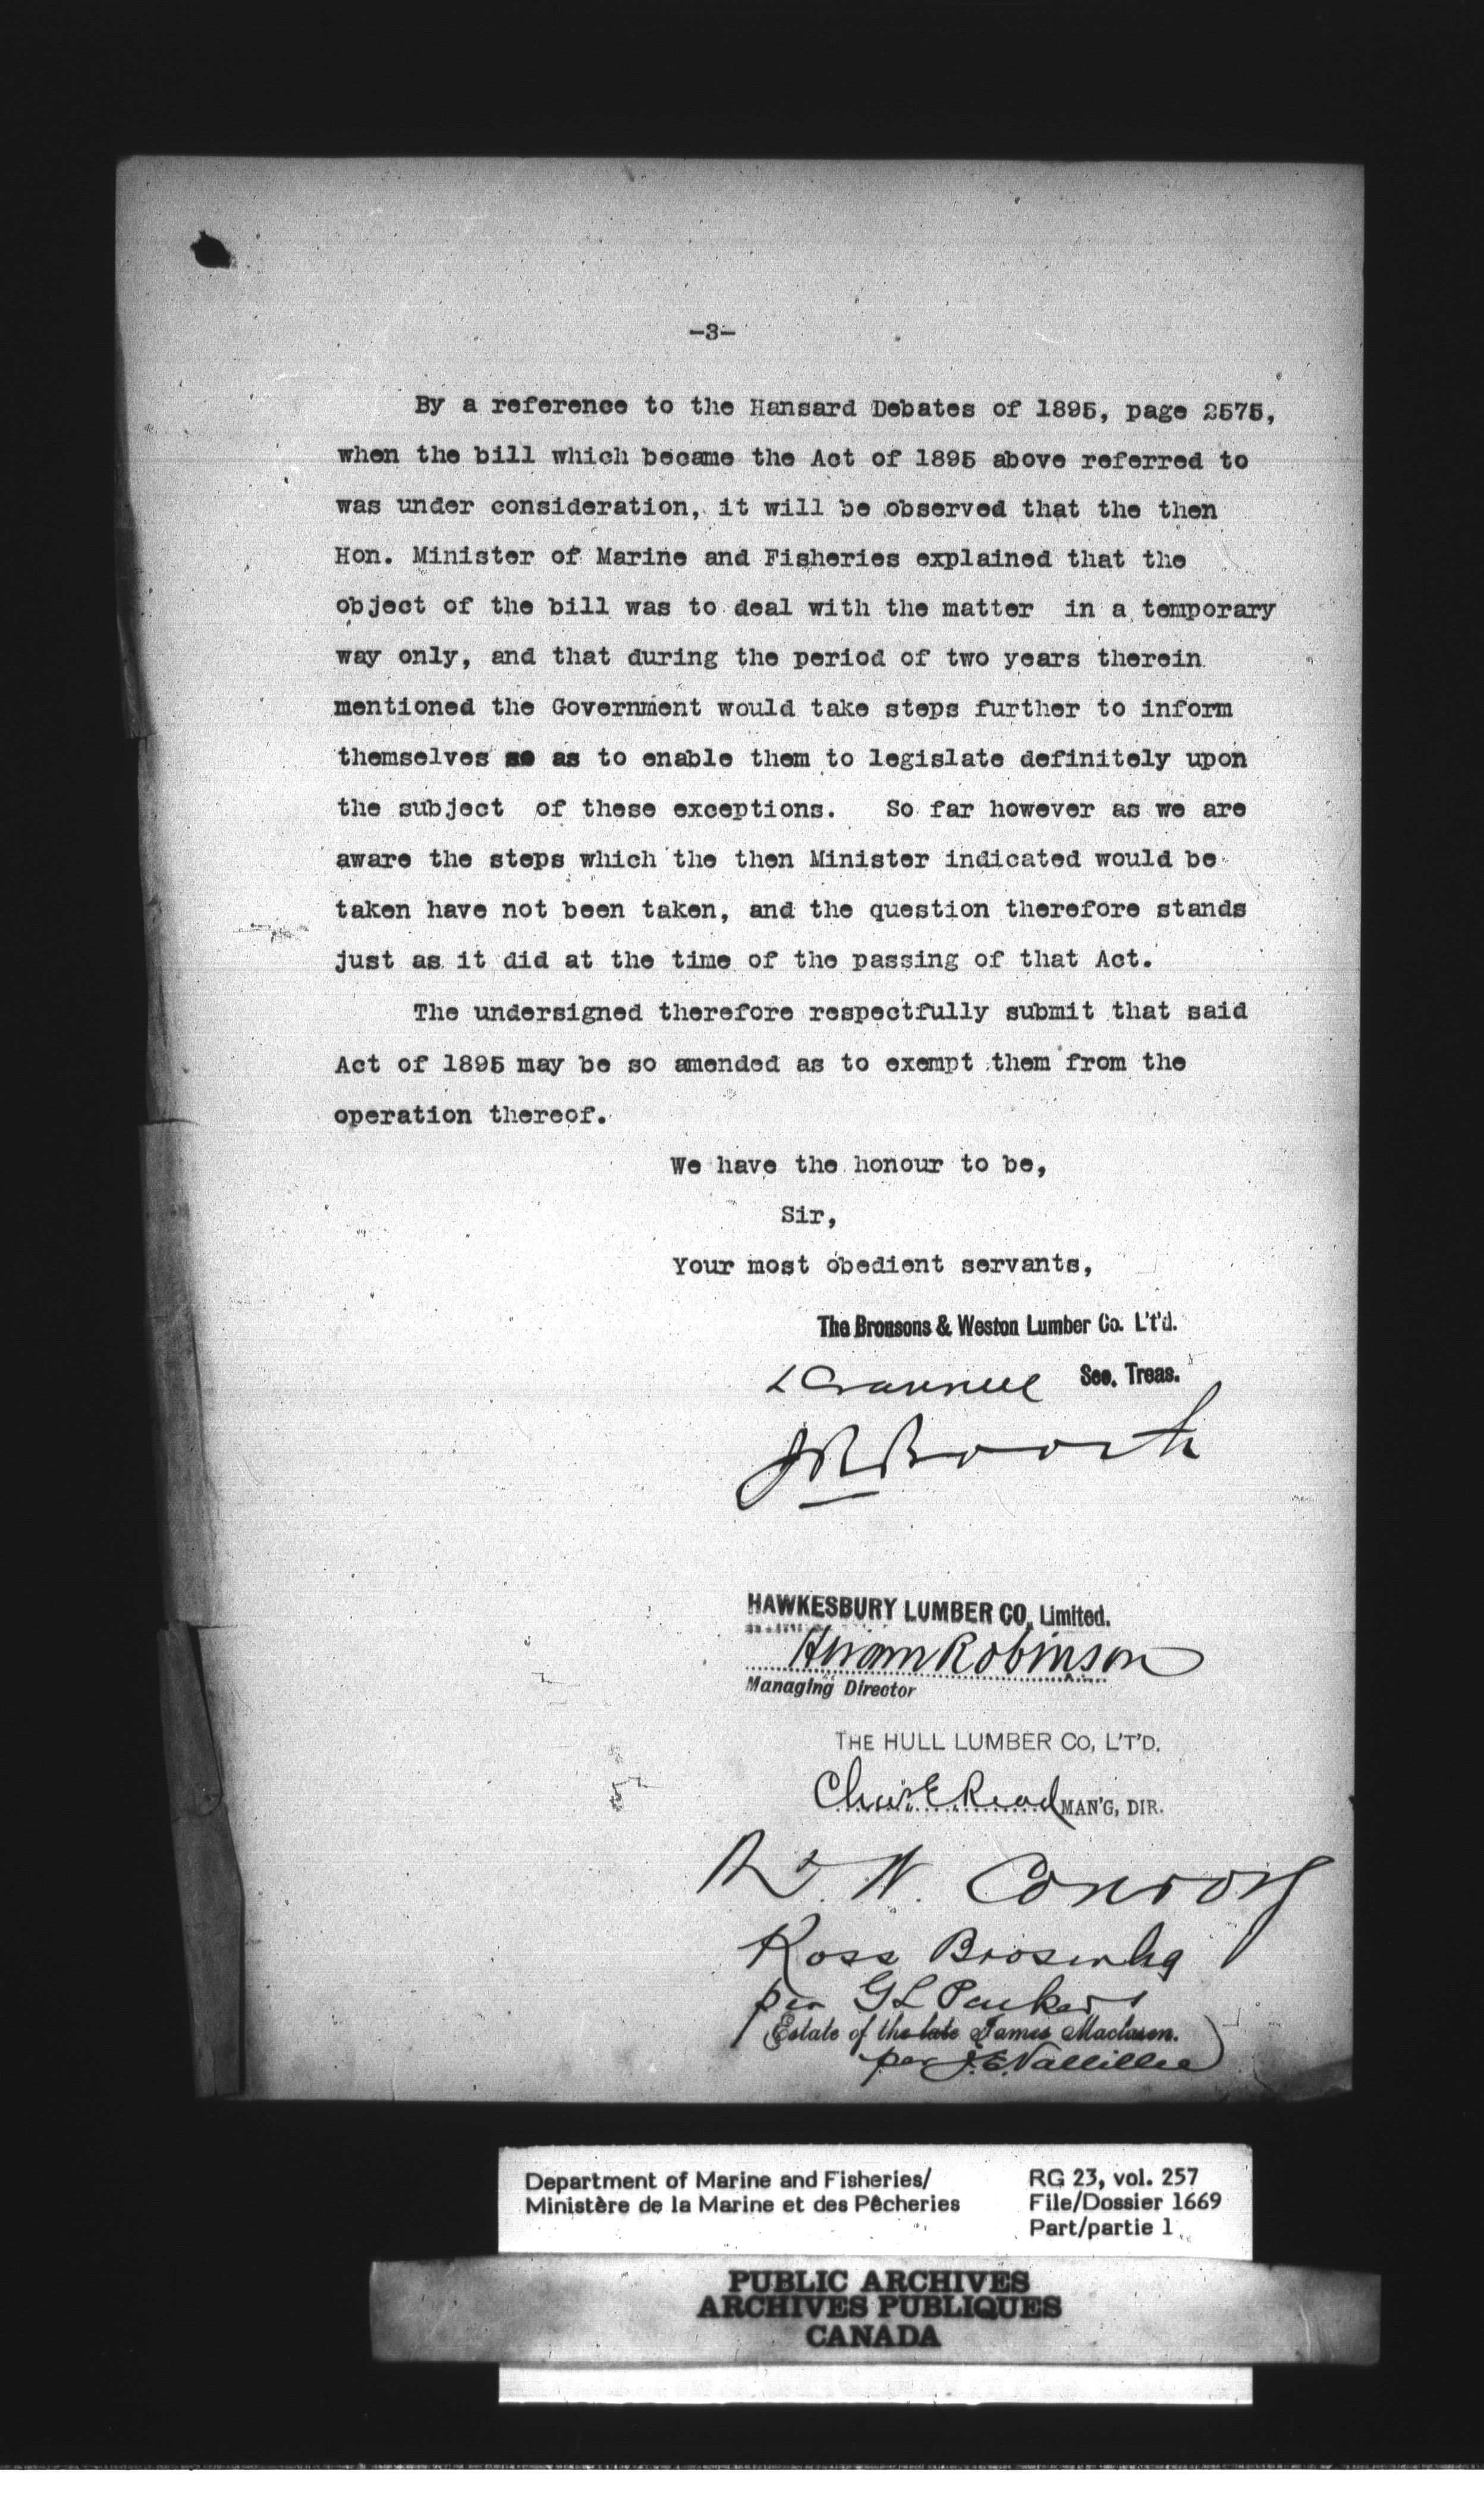 -3-
By a reference to the Hansard Debates of 1895, page 2575,
when the bill which became the Act of 1895 above referred to
was under consideration, it will be observed that the then
Hon. Minister of Marine and Fisheries explained that the
object of the bill was to deal with the matter in a temporary
way only, and that during the period of two years therein
mentioned the Government would take steps further to inform
themselves so as to enable them to legislate definitely upon
the subject of these exceptions. So far however as we are
aware the steps which the then Minister indicated would be
taken have not been taken, and the question therefore stands
just as it did at the time of the passing of that Act.
The undersigned therefore respectfully submit that said
Act of 1895 may be so amended as to exempt them from the
operation thereof.
We have the honour to be,
Sir,
Your most obedient servants,
The Bronsons & Weston Lumber Co. L't'd.
Sec. Treas.
JR Booth
HAWKESBURY LUMBER CO. Limited.
Robinson
Managing Director
THE HULL LUMBER CO, L'T'D.
Chas E Read MAN'G, DIR.
R. & W. Conroy
Ross Bros
per G L
Estate of the late James Maclaren.
per
Department of Marine and Fisheries/
Ministère de la Marine et des Pêcheries
RG 23, vol. 257
File/Dossier 1669
Part/partie 1
PUBLIC ARCHIVES
ARCHIVES PUBLIQUES
CANADA